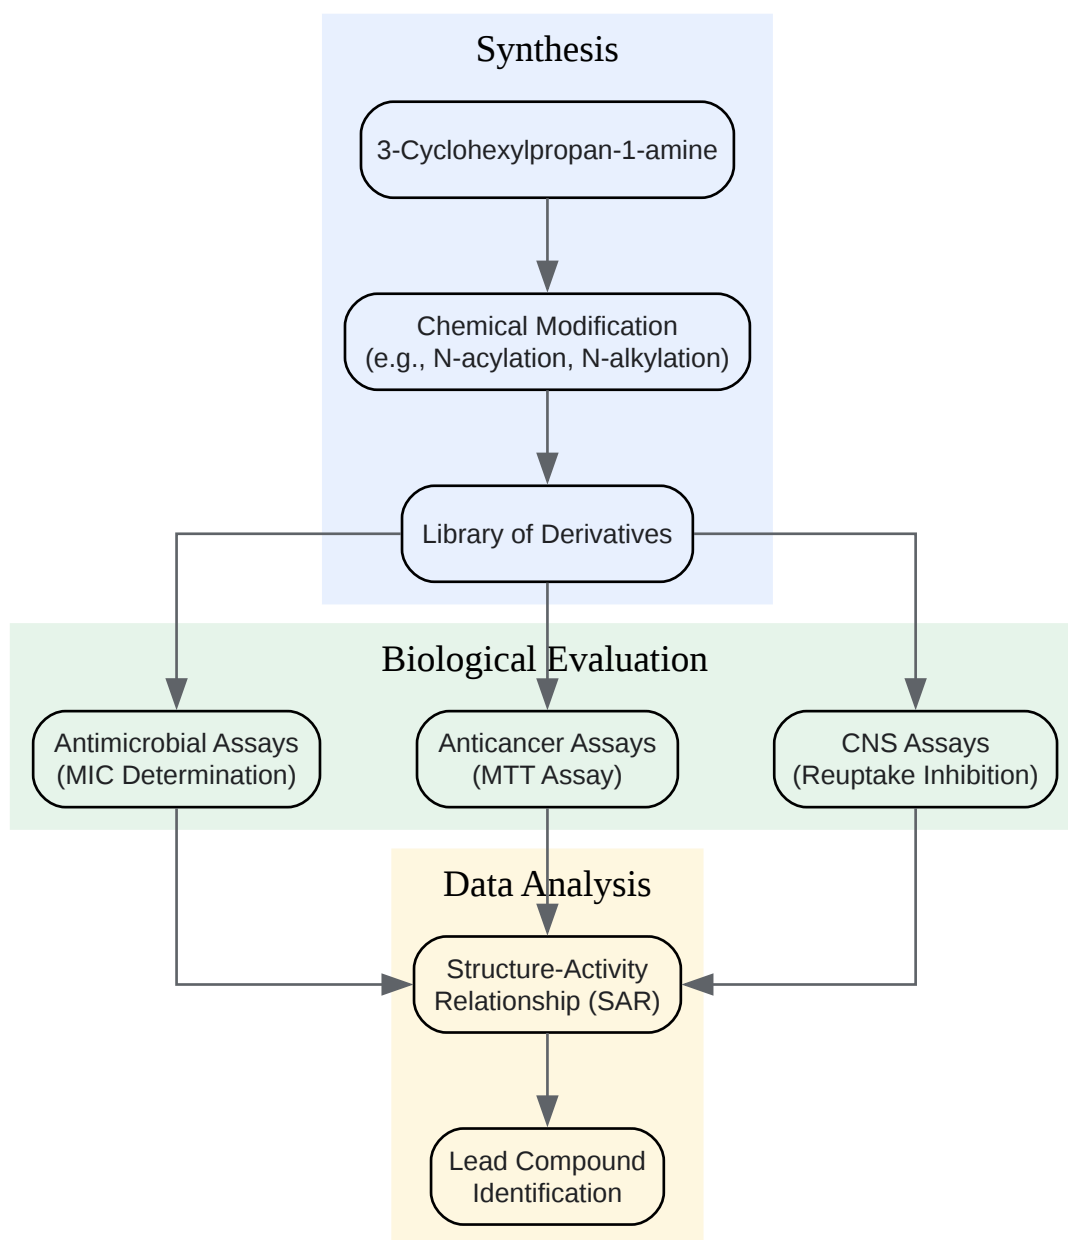 Synthesis
3-Cyclohexylpropan-1-amine
Chemical Modification
(e.g., N-acylation, N-alkylation)
Library of Derivatives
Biological Evaluation
Antimicrobial Assays
(MIC Determination)
Anticancer Assays
(MTT Assay)
CNS Assays
(Reuptake Inhibition)
Data Analysis
Structure-Activity
Relationship (SAR)
Lead Compound
Identification